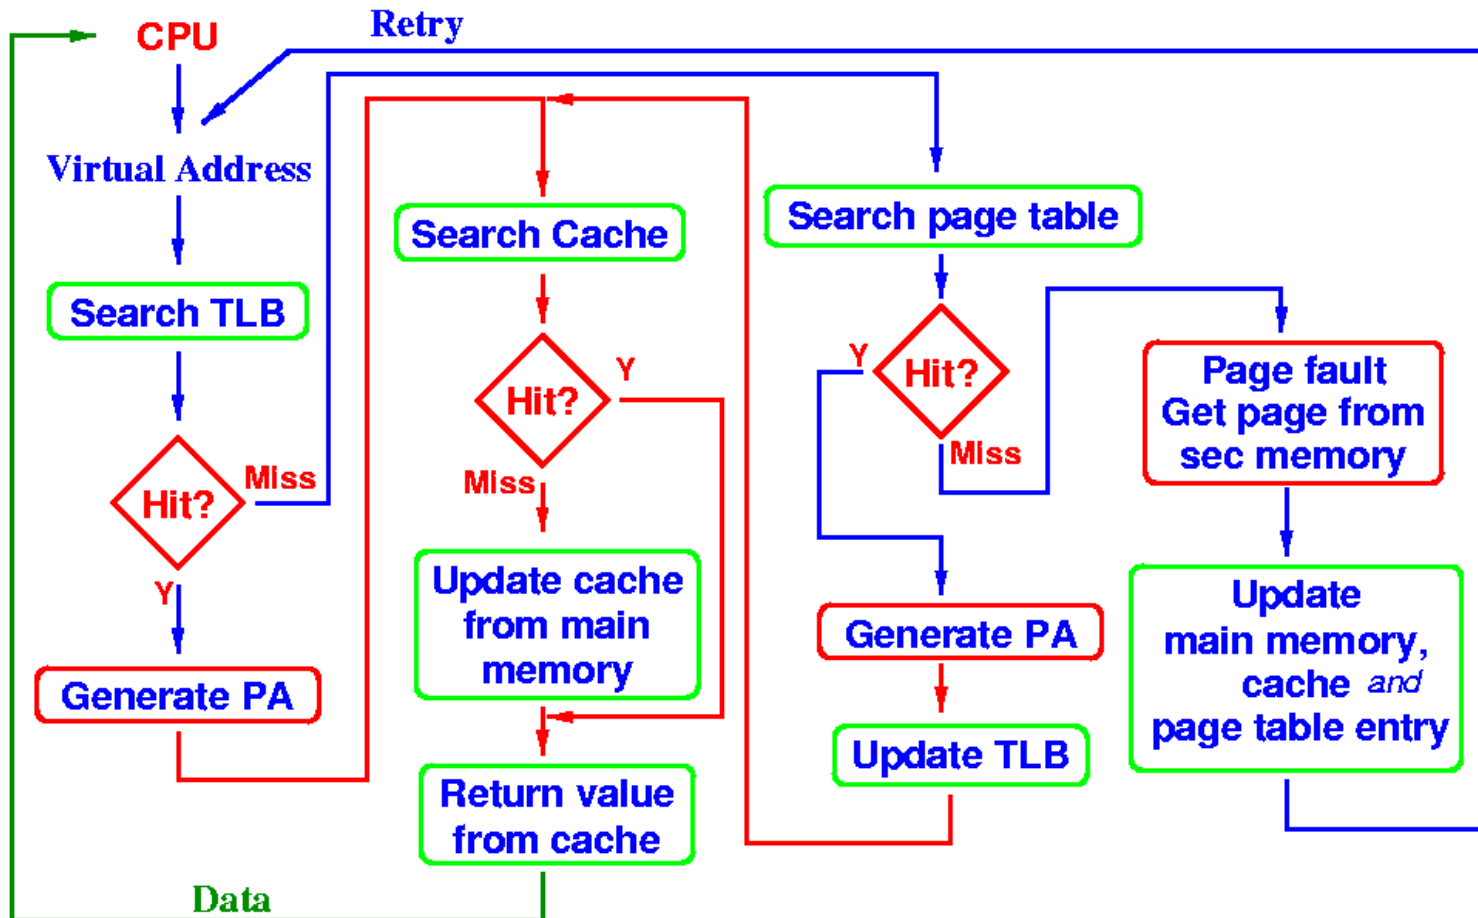 CPU
Retry
Virtual Address
Search TLB
Hit?
Miss
Y
Generate PA
Search Cache
Hit?
Y
Miss
Update cache
from main
memory
Return value
from cache
Data
Search page table
Hit?
Y
Miss
Generate PA
Update TLB
Page fault
Get page from
sec memory
Update
main memory,
cache and
page table entry